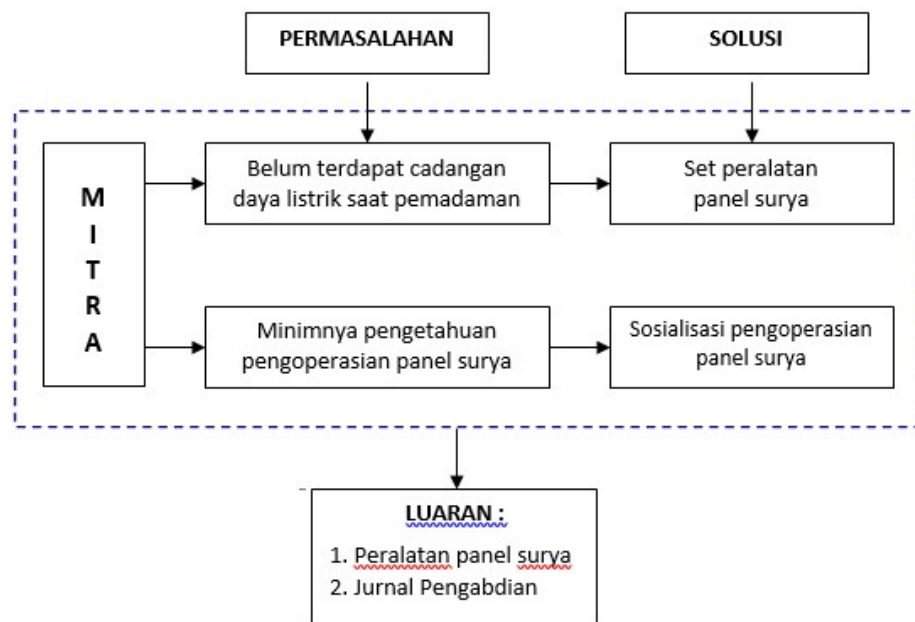 PERMASALAHAN
SOLUSI
M
I
T
R
A
Belum terdapat cadangan
daya listrik saat pemadaman
Set peralatan
panel surya
Minimnya pengetahuan
pengoperasian panel surya
Sosialisasi pengoperasian
panel surya
LUARAN :
1. Peralatan panel surya
2. Jurnal Pengabdian